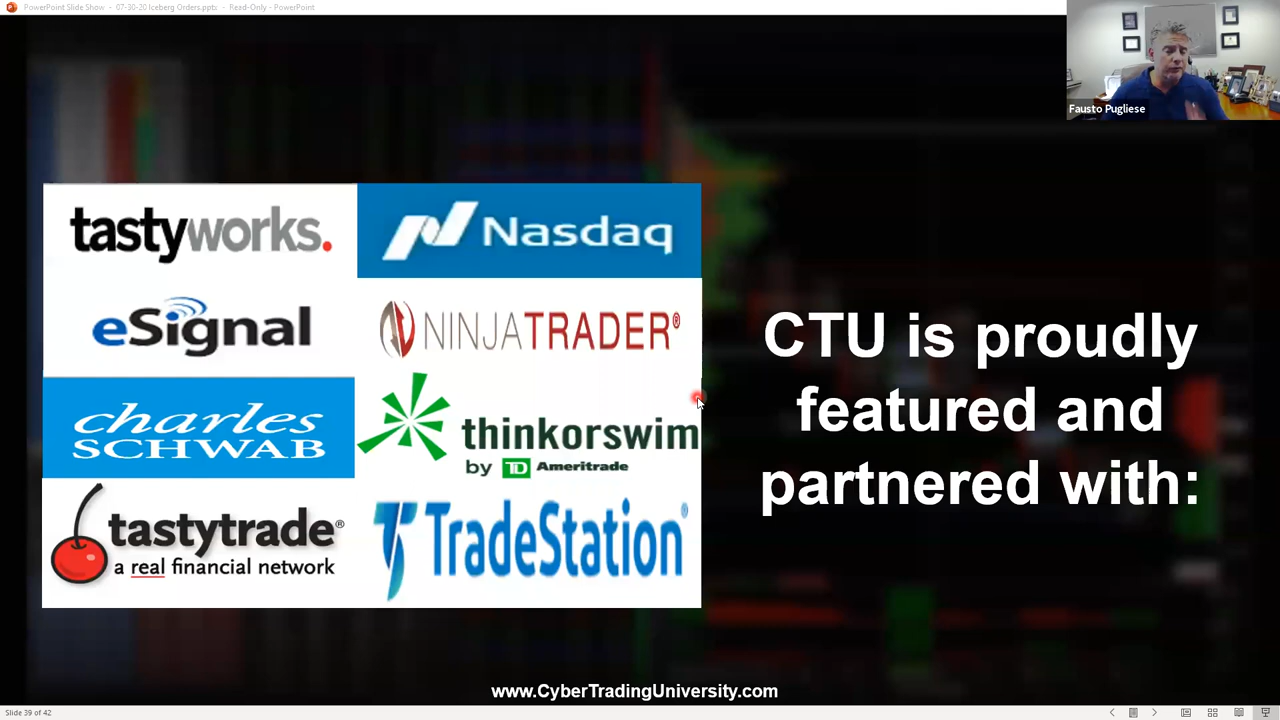 PowerPoint Slide Show - 07-30-20 Iceberg Orders.pptx - Read-Only - PowerPoint
Fausto Pugliese
tastyworks.
Nasdaq
eSignal
NINJATRADER®
charles
SCHWAB
thinkorswim
by TD Ameritrade
tastytrade®
a real financial network
TradeStation®
CTU is proudly
featured and
partnered with:
www.CyberTradingUniversity.com
Slide 39 of 42